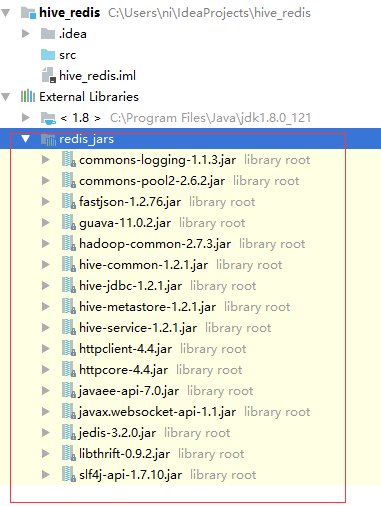 hive_redis C:\Users\ni\IdeaProjects\hive_redis
.idea
src
hive_redis.iml
External Libraries
< 1.8 > C:\Program Files\Java\jdk1.8.0_121
redis_jars
commons-logging-1.1.3.jar library root
commons-pool2-2.6.2.jar library root
fastjson-1.2.76.jar library root
guava-11.0.2.jar library root
hadoop-common-2.7.3.jar library root
hive-common-1.2.1.jar library root
hive-jdbc-1.2.1.jar library root
hive-metastore-1.2.1.jar library root
hive-service-1.2.1.jar library root
httpclient-4.4.jar library root
httpcore-4.4.jar library root
javaee-api-7.0.jar library root
javax.websocket-api-1.1.jar library root
jedis-3.2.0.jar library root
libthrift-0.9.2.jar library root
slf4j-api-1.7.10.jar library root